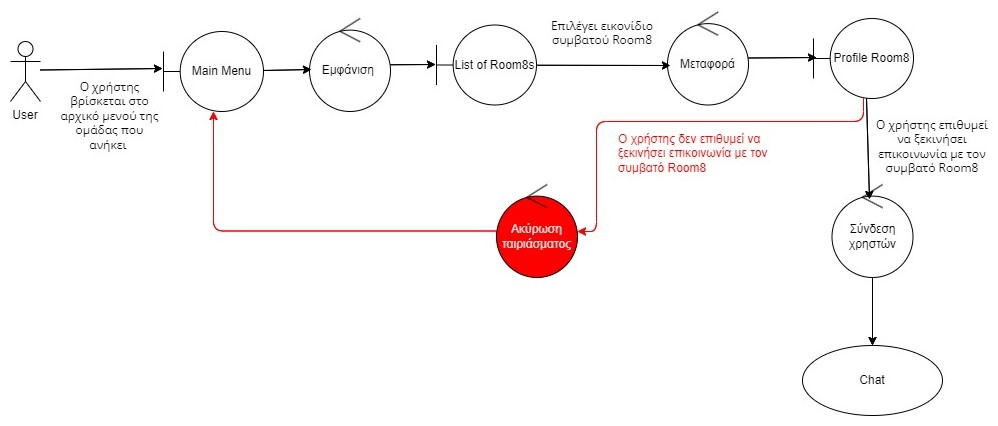 User
Ο χρήστης
βρίσκεται στο
αρχικό μενού της
ομάδας που
ανήκει
Main Menu
Εμφάνιση
List of Room8s
Επιλέγει εικονίδιο
συμβατού Room8
Μεταφορά
Profile Room8
Ο χρήστης δεν επιθυμεί να
ξεκινήσει επικοινωνία με τον
συμβατό Room8
Ο χρήστης επιθυμεί
να ξεκινήσει
επικοινωνία με τον
συμβατό Room8
Ακύρωση
ταιριάσματος
Σύνδεση
χρηστών
Chat